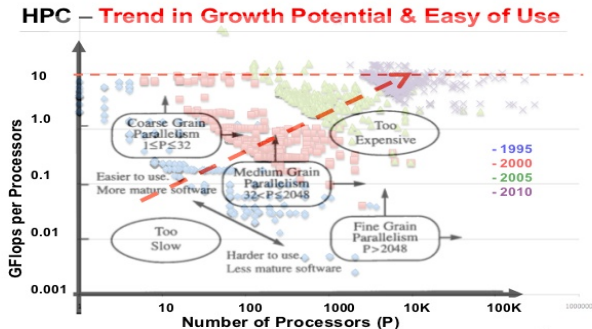 HPC – Trend in Growth Potential & Easy of Use
10
1.0
0.1
0.01
0.001
GFlops per Processors
Coarse Grain
Parallelism
1≤P≤32
Too
Expensive
Easier to use.
More mature software
Medium Grain
Parallelism
32<P≤2048
- 1995
- 2000
- 2005
- 2010
Too
Slow
Fine Grain
Parallelism
P>2048
Harder to use.
Less mature software
10
100
1000
10K
100K
1000000
Number of Processors (P)